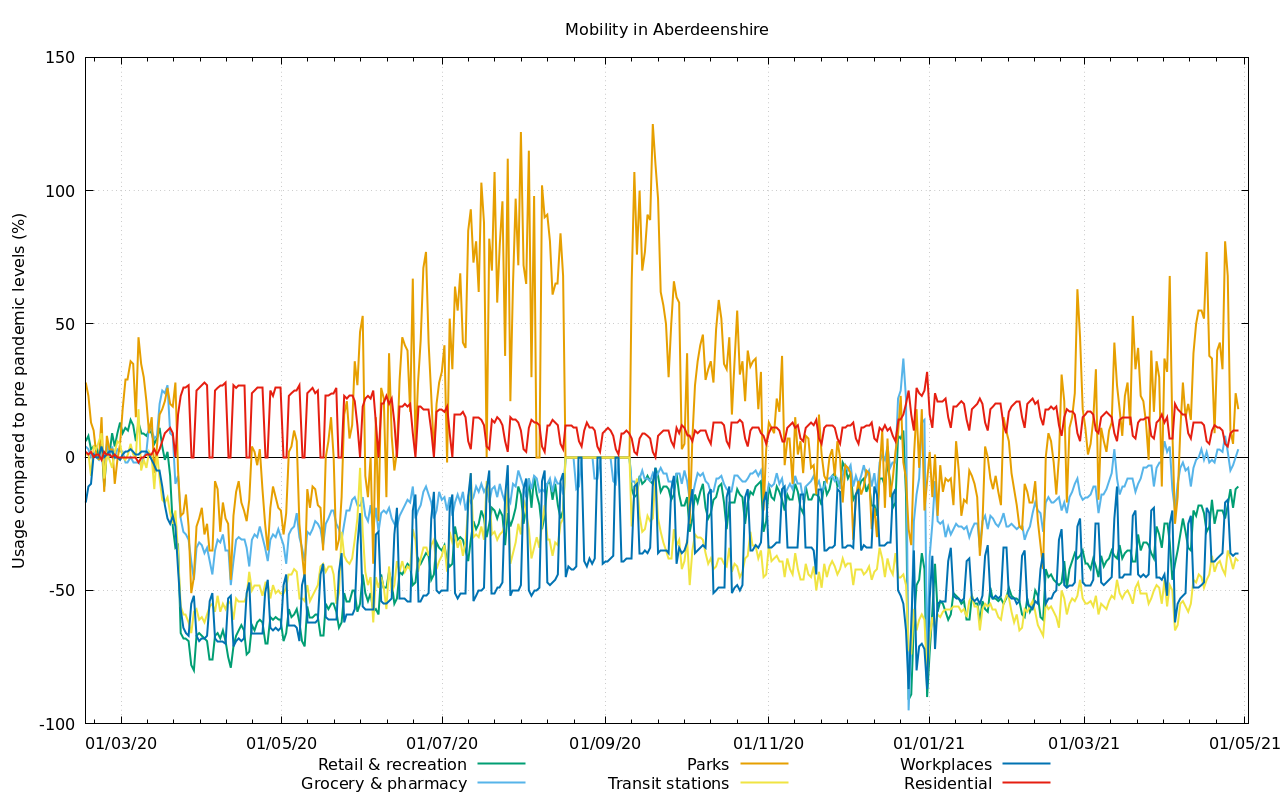 Mobility in Aberdeenshire
Usage compared to pre pandemic levels (%)
150
100
50
0
-50
-100
01/03/20 01/05/20 01/07/20 01/09/20 01/11/20 01/01/21 01/03/21 01/05/21
Retail & recreation Parks Workplaces
Grocery & pharmacy Transit stations Residential